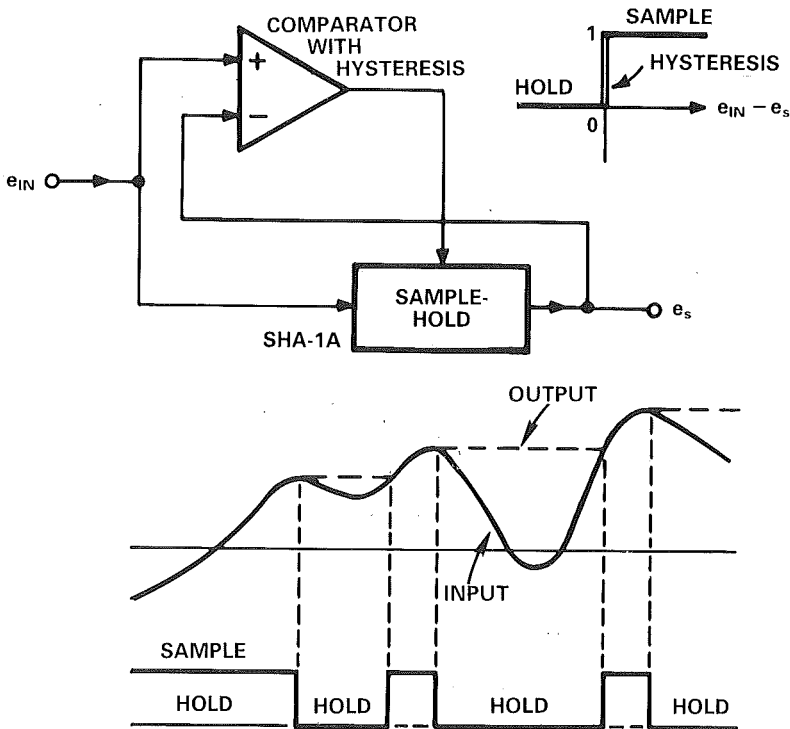 COMPARATOR
WITH
HYSTERESIS
+
−
1
SAMPLE
HYSTERESIS
HOLD
0
eIN − es
eIN
SAMPLE-
HOLD
SHA-1A
es
OUTPUT
INPUT
SAMPLE
HOLD
HOLD
HOLD
HOLD